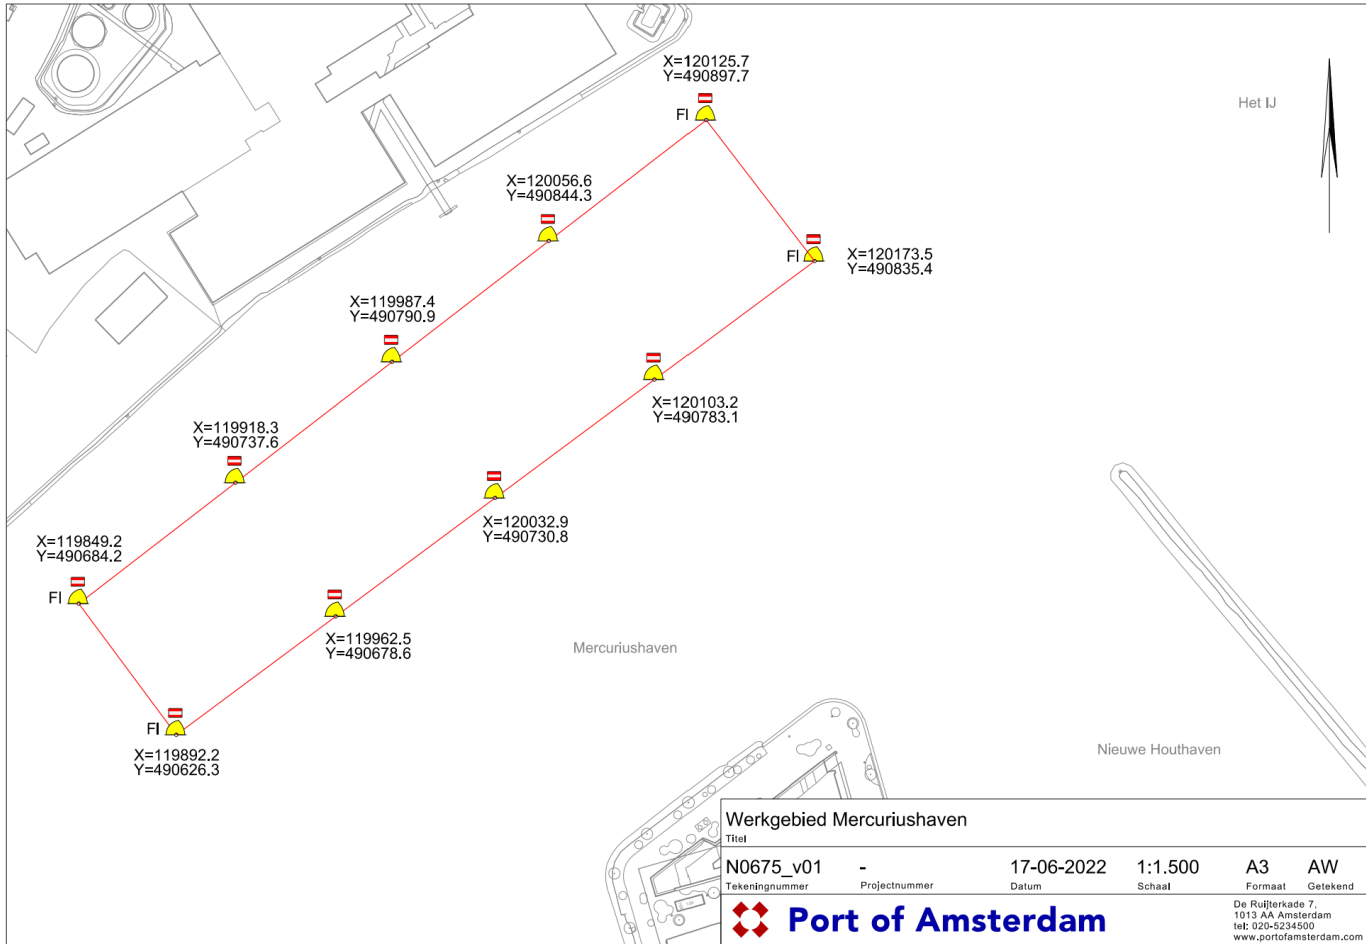 X=120125.7
Y=490897.7
Fl
Het IJ
X=120056.6
Y=490844.3
Fl
X=120173.5
Y=490835.4
X=119987.4
Y=490790.9
X=120103.2
Y=490783.1
X=119918.3
Y=490737.6
X=120032.9
Y=490730.8
X=119849.2
Y=490684.2
Fl
X=119962.5
Y=490678.6
Mercuriushaven
Fl
X=119892.2
Y=490626.3
Nieuwe Houthaven
Werkgebied Mercuriushaven
Titel
N0675_v01 - 17-06-2022 1:1.500 A3 AW
Tekeningnummer Projectnummer Datum Schaal Formaat Getekend
Port of Amsterdam
De Ruijterkade 7,
1013 AA Amsterdam
tel: 020-5234500
www.portofamsterdam.com